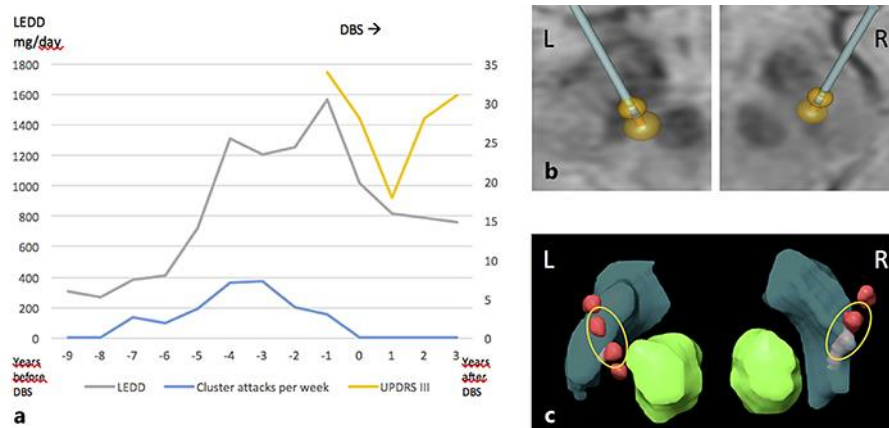 LEDD
mg/day
DBS →
1800
1600
1400
1200
1000
800
600
400
200
0
35
30
25
20
15
10
5
0
-9 -8 -7 -6 -5 -4 -3 -2 -1 0 1 2 3
Years
before
DBS
Years
after
DBS
LEDD Cluster attacks per week UPDRS III
a
L
R
b
L
R
c